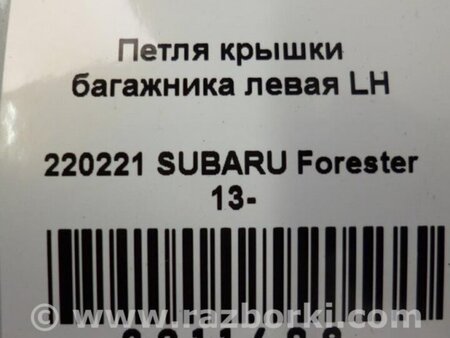 Петля крышки
багажника левая LH
220221 SUBARU Forester
13-
© www.razborki.com